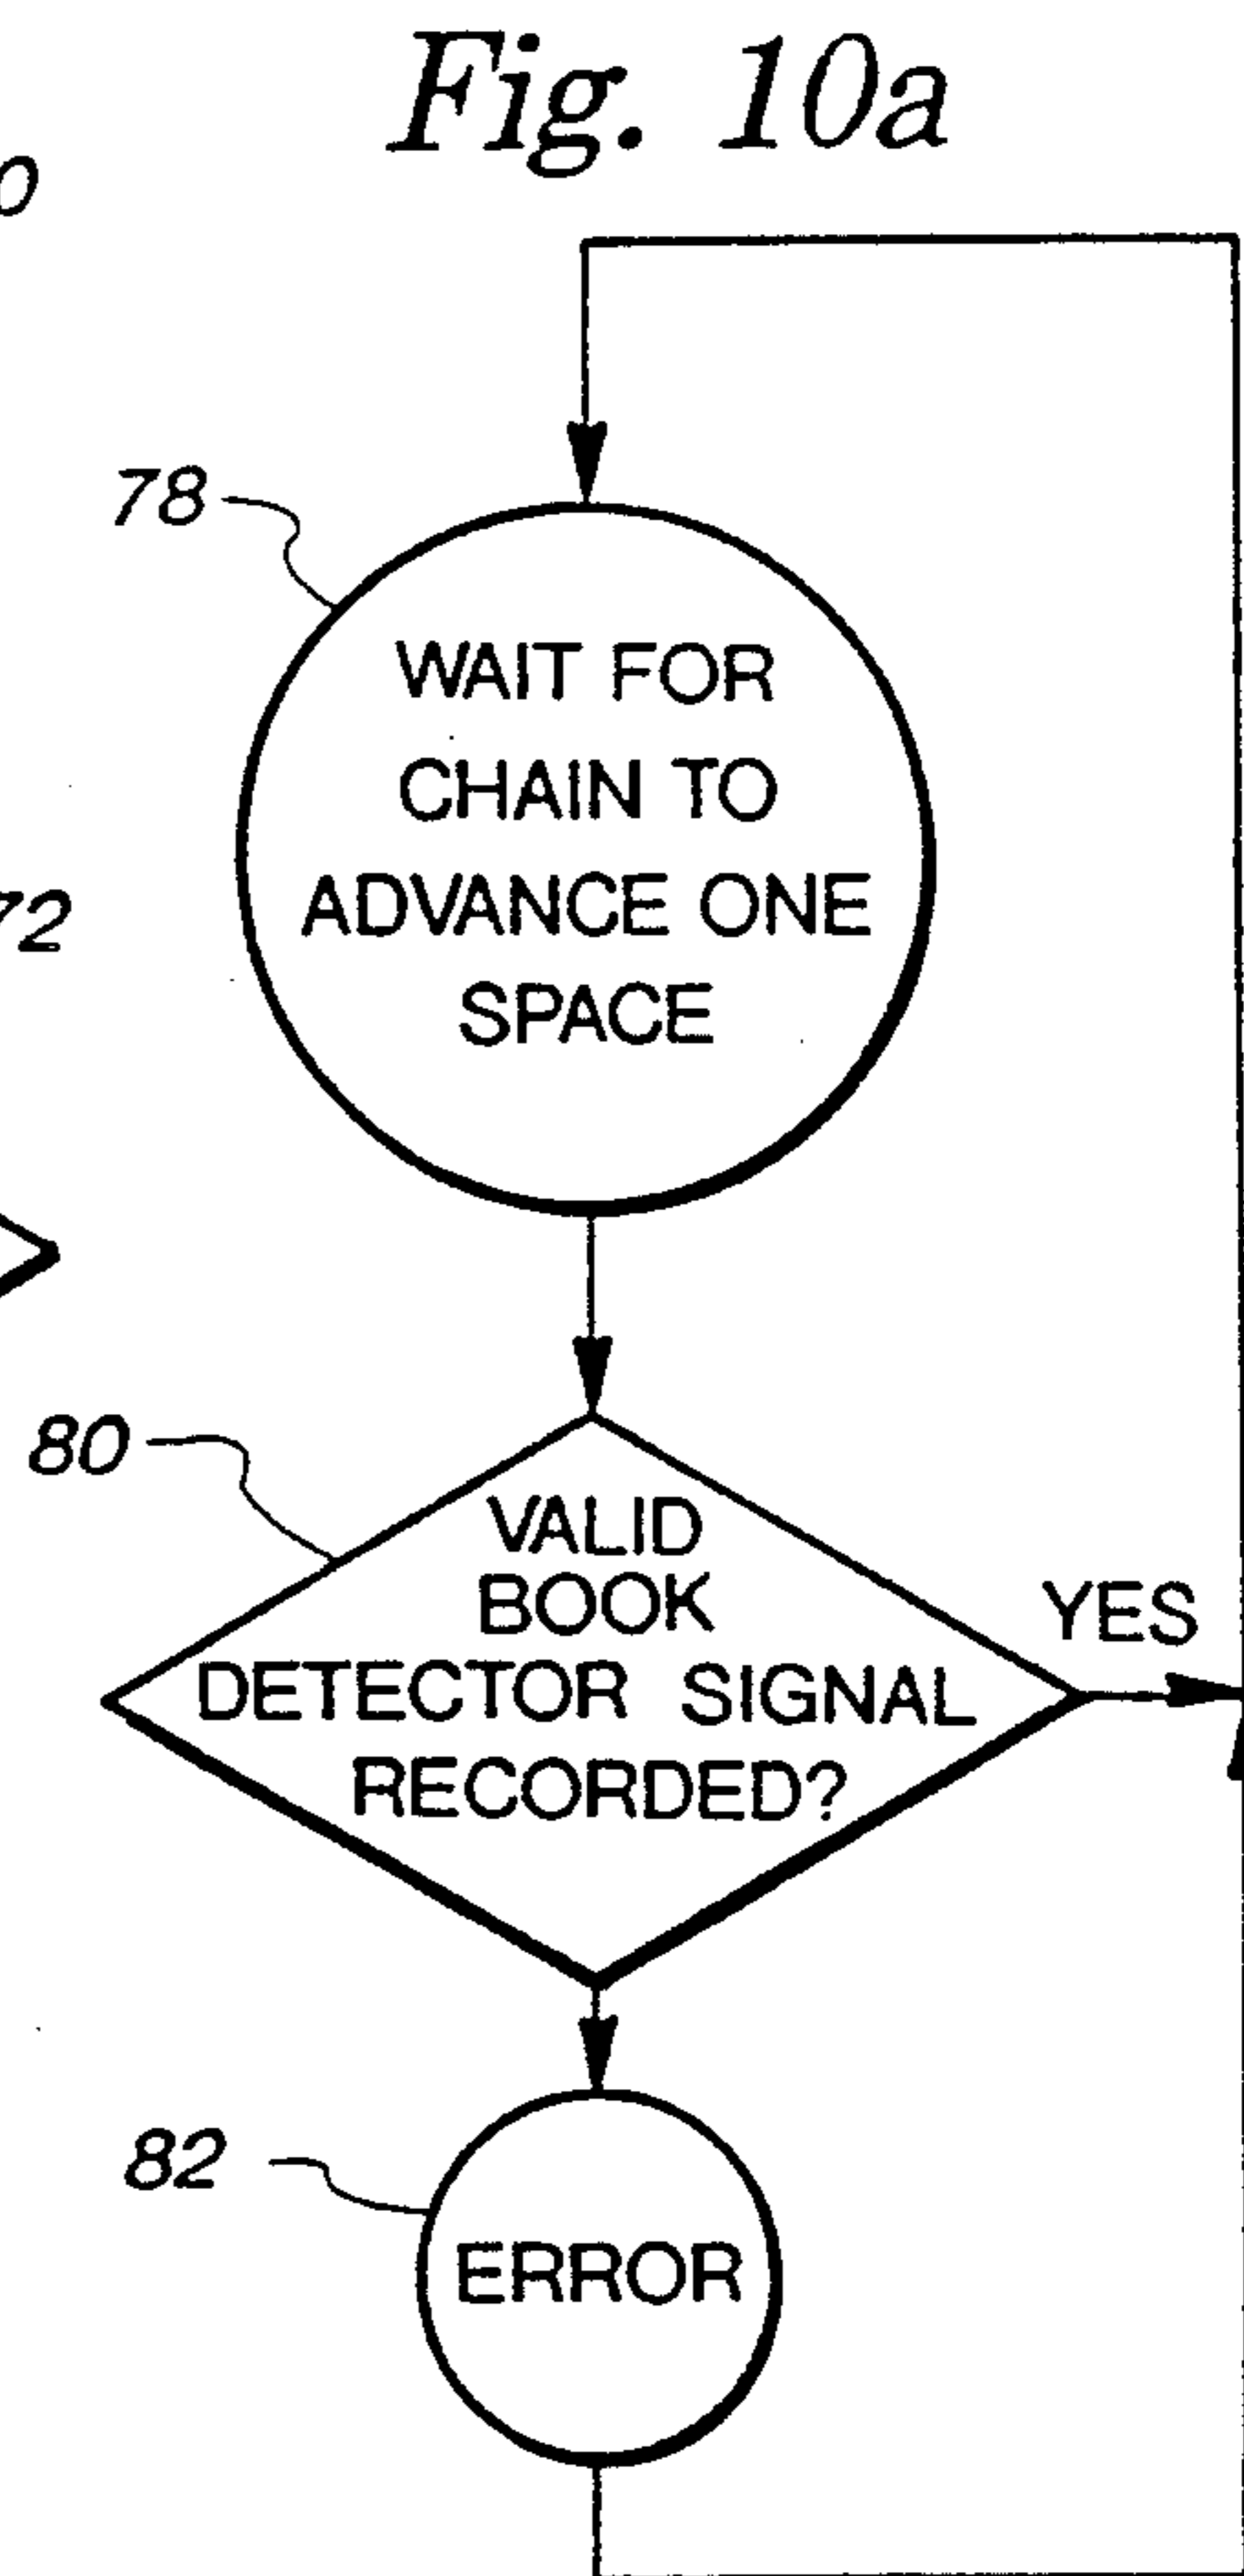 Fig. 10a
78
WAIT FOR
CHAIN TO
ADVANCE ONE
SPACE
72
80
VALID
BOOK
DETECTOR SIGNAL
RECORDED?
YES
82
ERROR